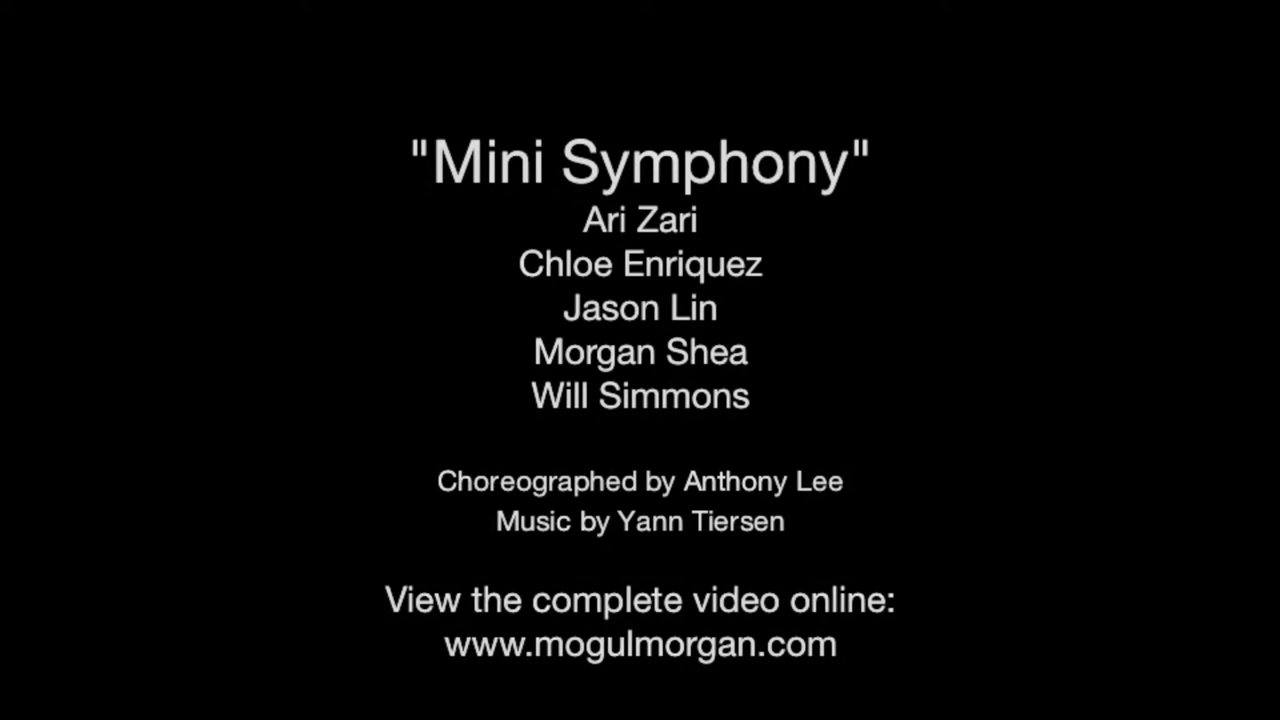 "Mini Symphony"
Ari Zari
Chloe Enriquez
Jason Lin
Morgan Shea
Will Simmons
Choreographed by Anthony Lee
Music by Yann Tiersen
View the complete video online:
www.mogulmorgan.com